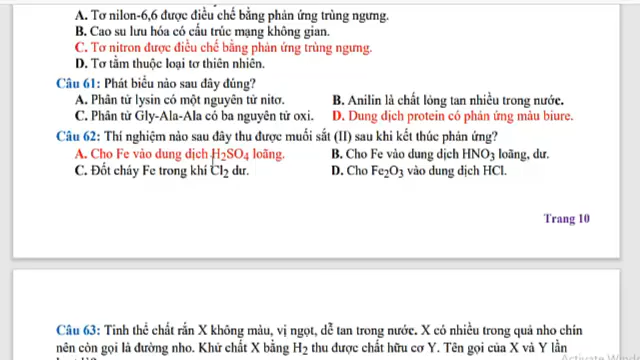 A. Tơ nilon-6,6 được điều chế bằng phản ứng trùng ngưng.
B. Cao su lưu hóa có cấu trúc mạng không gian.
C. Tơ nitron được điều chế bằng phản ứng trùng ngưng.
D. Tơ tằm thuộc loại tơ thiên nhiên.
Câu 61: Phát biểu nào sau đây đúng?
A. Phân tử lysin có một nguyên tử nitơ. B. Anilin là chất lỏng tan nhiều trong nước.
C. Phân tử Gly-Ala-Ala có ba nguyên tử oxi. D. Dung dịch protein có phản ứng màu biure.
Câu 62: Thí nghiệm nào sau đây thu được muối sắt (II) sau khi kết thúc phản ứng?
A. Cho Fe vào dung dịch H2SO4 loãng. B. Cho Fe vào dung dịch HNO3 loãng, dư.
C. Đốt cháy Fe trong khí Cl2 dư. D. Cho Fe2O3 vào dung dịch HCl.
Trang 10
Câu 63: Tinh thể chất rắn X không màu, vị ngọt, dễ tan trong nước. X có nhiều trong quả nho chín
nên còn gọi là đường nho. Khử chất X bằng H2 thu được chất hữu cơ Y. Tên gọi của X và Y lần
Activate Wind